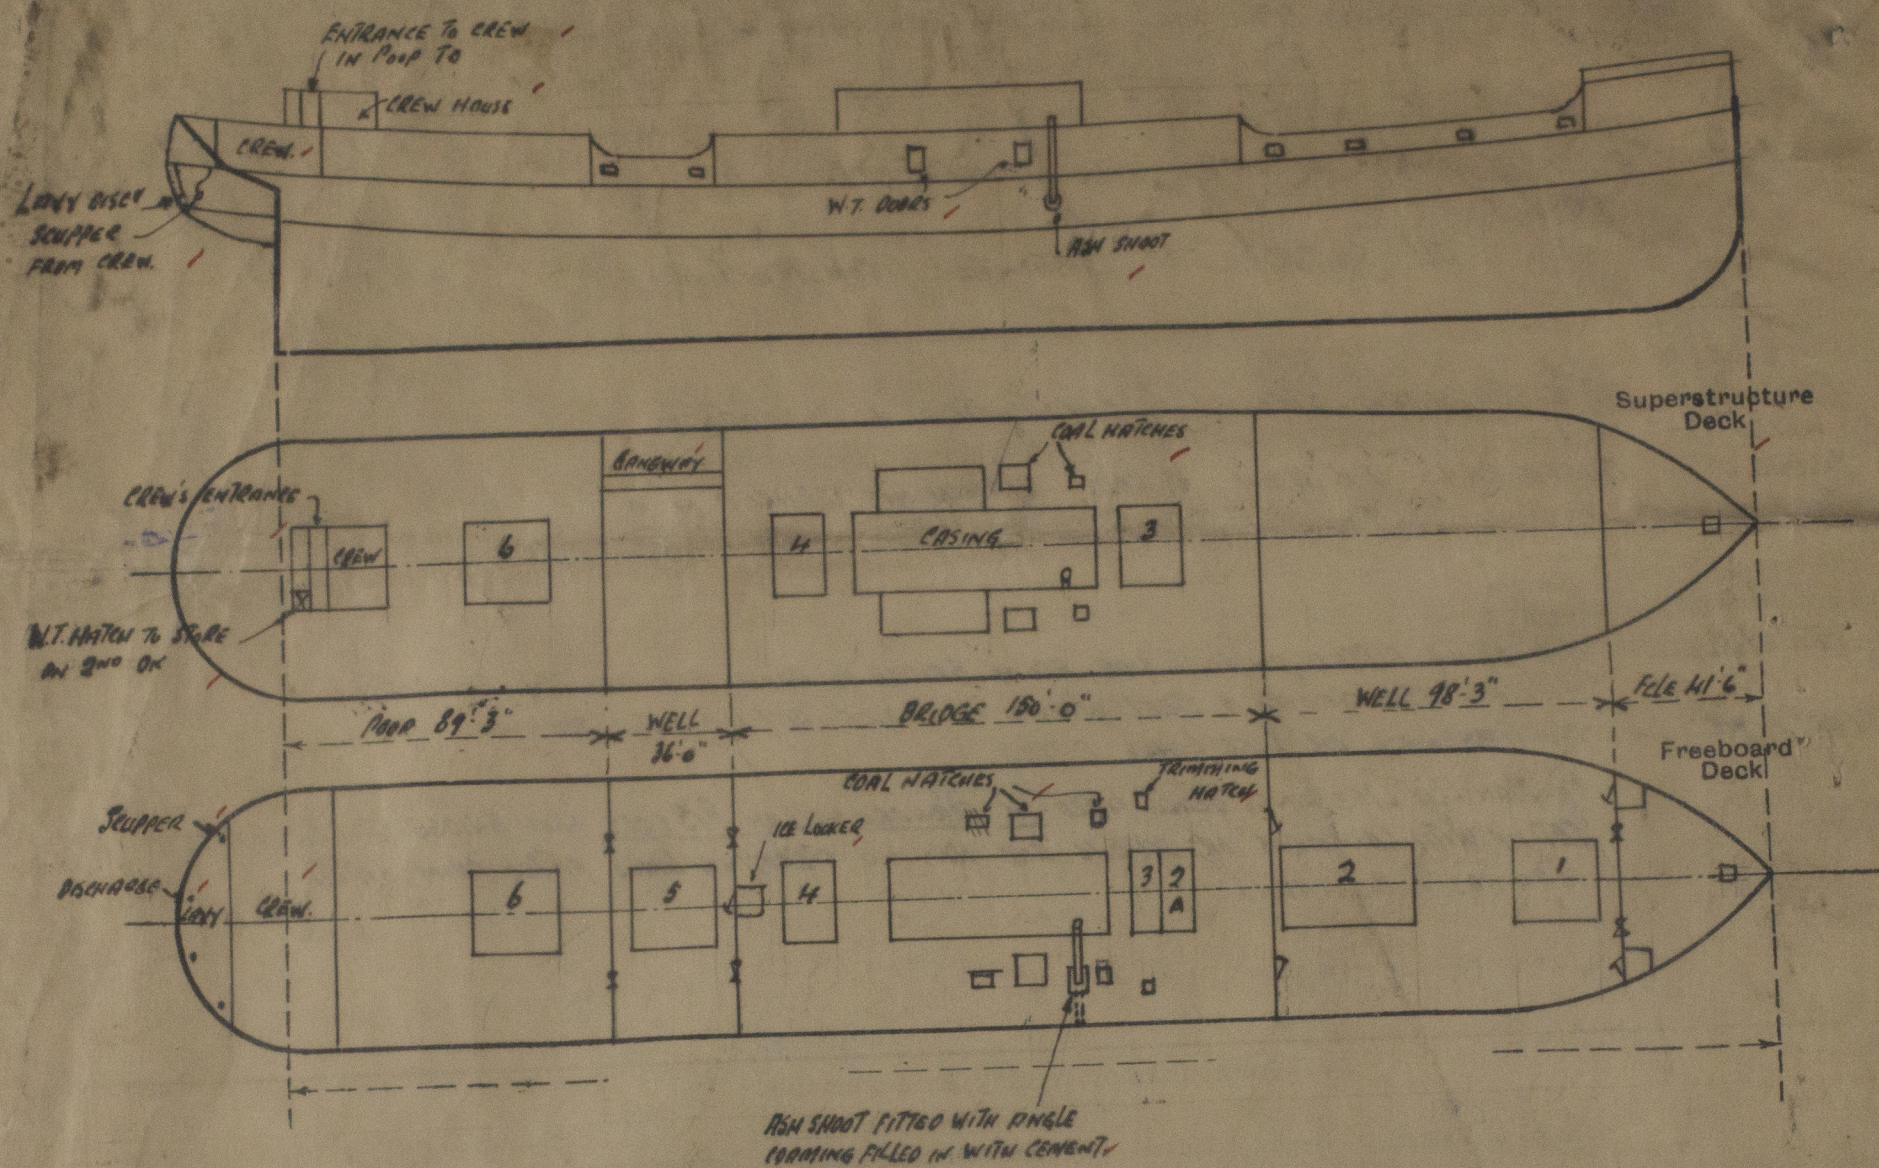 ENTRANCE TO CREW
IN POOP TO
CREW HOUSE
CREW.
LAVY DISCH
SCUPPER
FROM CREW.
W.T. DOORS
ASH SHOOT
Superstructure
Deck
COAL HATCHES
GANGWAY
CREW'S ENTRANCE
CREW
6
4
CASING
3
W.T. HATCH TO STORE
ON 2ND DK
POOP 89'-3"
WELL
36'-0"
BRIDGE 150'-0"
WELL 98'-3"
FCLE 41'-6"
Freeboard
Deck
COAL HATCHES
TRIMMING
HATCH
SCUPPER
ICE LOCKER
DISCHARGE
LAVY
CREW.
6
5
4
3
2
A
2
1
ASH SHOOT FITTED WITH ANGLE
COAMING FILLED IN WITH CEMENT